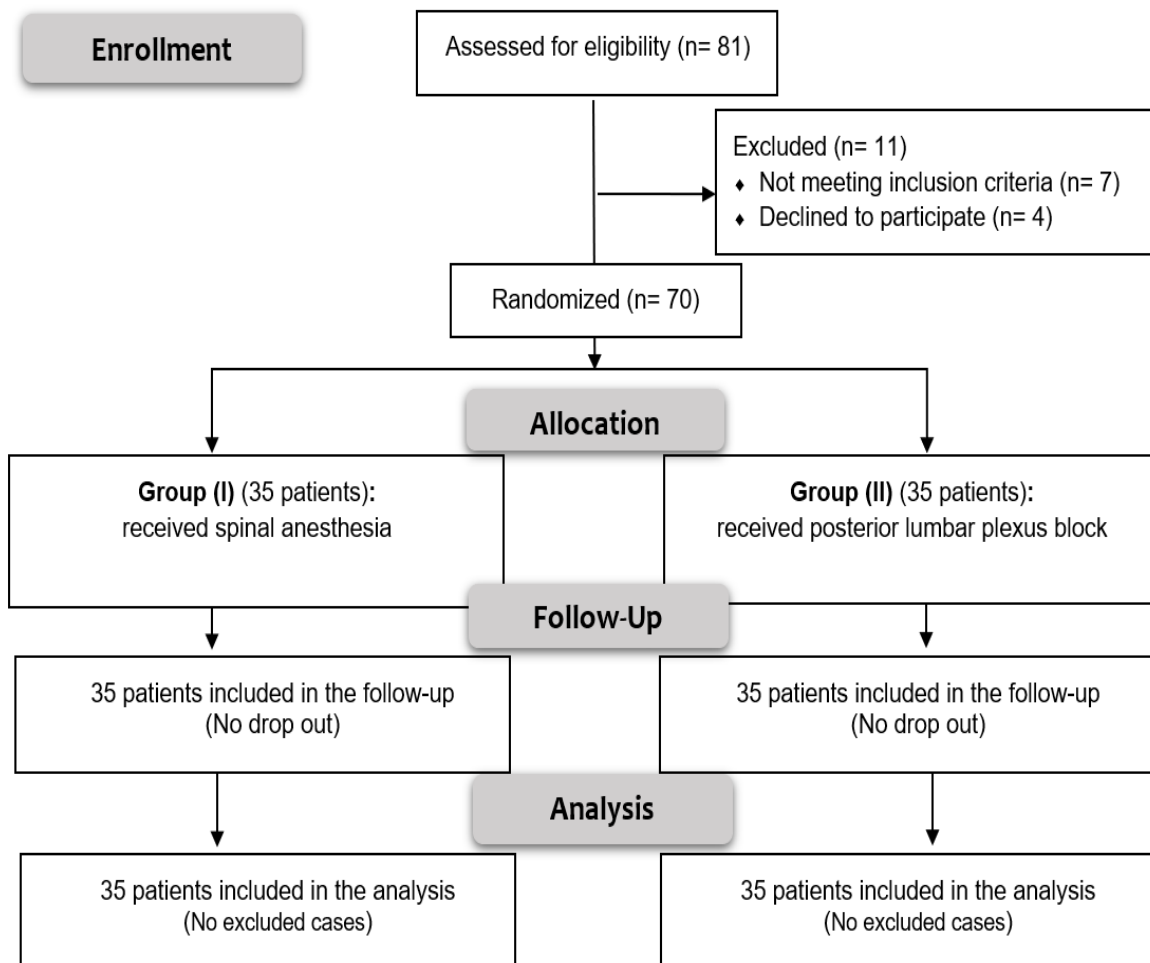 Enrollment
Assessed for eligibility (n= 81)
Excluded (n= 11)
♦ Not meeting inclusion criteria (n= 7)
♦ Declined to participate (n= 4)
Randomized (n= 70)
Allocation
Group (I) (35 patients):
received spinal anesthesia
Group (II) (35 patients):
received posterior lumbar plexus block
Follow-Up
35 patients included in the follow-up
(No drop out)
35 patients included in the follow-up
(No drop out)
Analysis
35 patients included in the analysis
(No excluded cases)
35 patients included in the analysis
(No excluded cases)